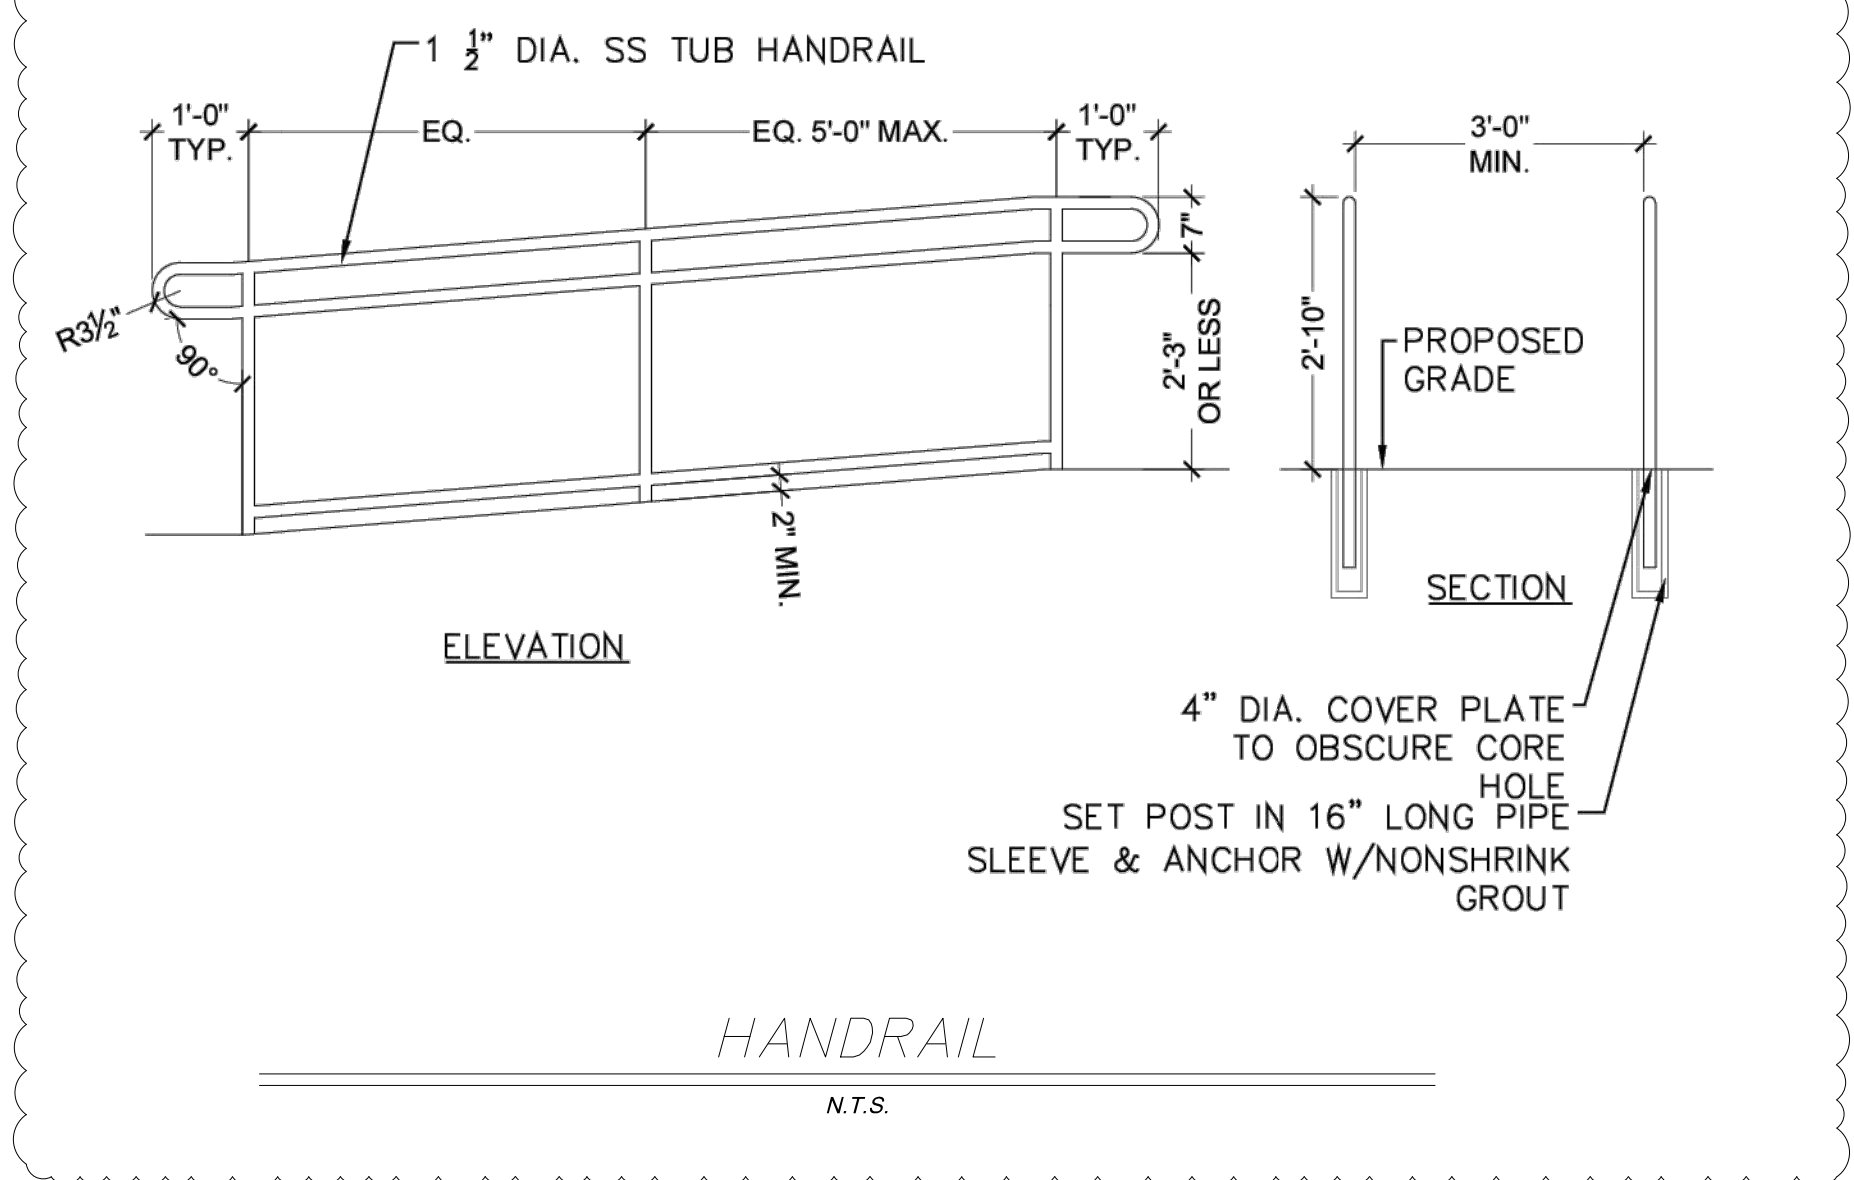 1 ½" DIA. SS TUB HANDRAIL
1'-0"
TYP.
EQ.
EQ. 5'-0" MAX.
1'-0"
TYP.
3'-0"
MIN.
7"
R3½"
90°
2'-3"
OR LESS
2'-10"
PROPOSED
GRADE
2" MIN.
SECTION
ELEVATION
4" DIA. COVER PLATE
TO OBSCURE CORE
HOLE
SET POST IN 16" LONG PIPE
SLEEVE & ANCHOR W/NONSHRINK
GROUT
HANDRAIL
N.T.S.